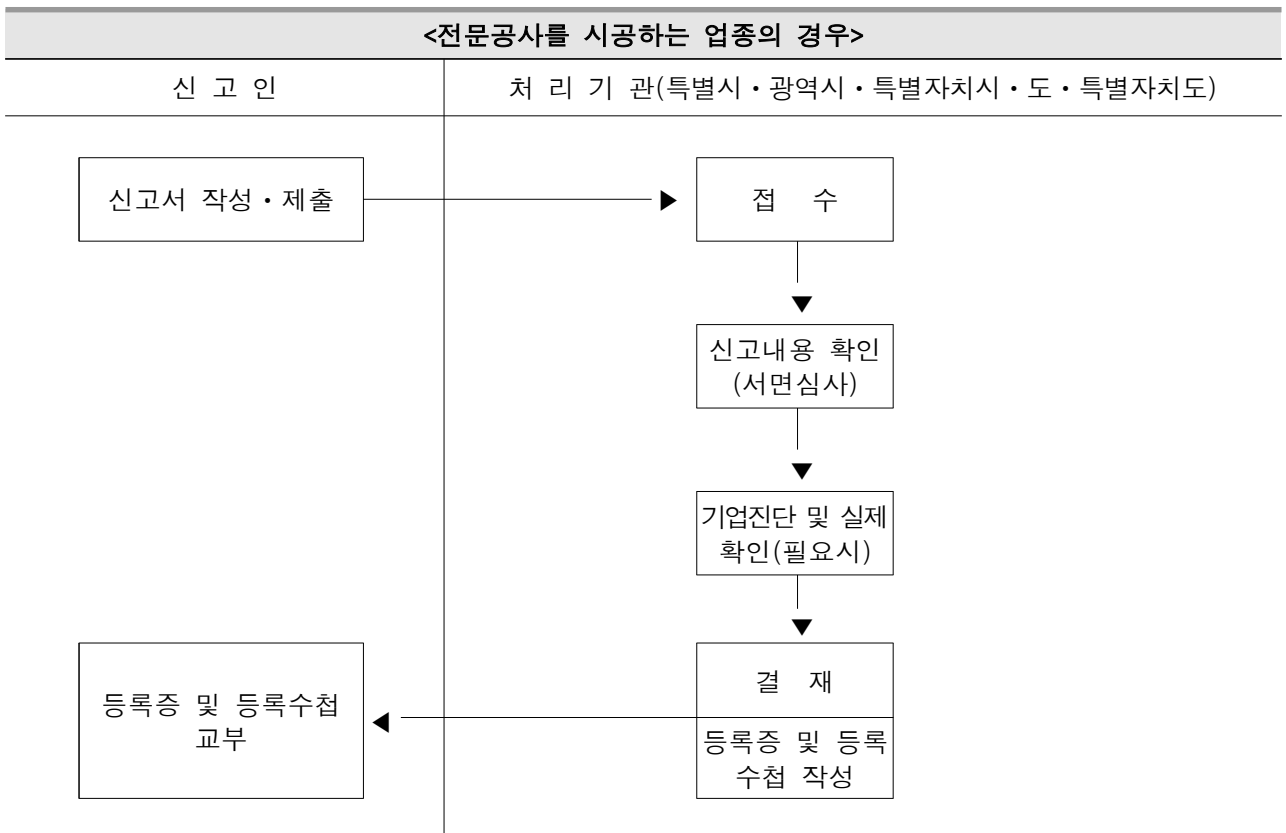 <전문공사를 시공하는 업종의 경우>
신 고 인
처 리 기 관(특별시・광역시・특별자치시・도・특별자치도)
신고서 작성・제출
접 수
신고내용 확인
(서면심사)
기업진단 및 실제
확인(필요시)
결 재
등록증 및 등록
수첩 작성
등록증 및 등록수첩
교부